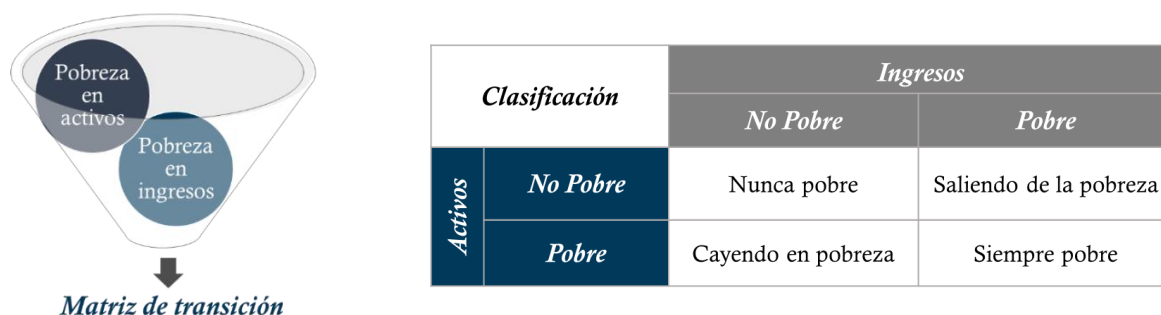 Pobreza
en
activos
Pobreza
en
ingresos
Matriz de transición
Clasificación
Ingresos
No Pobre
Pobre
Activos
No Pobre
Nunca pobre
Saliendo de la pobreza
Pobre
Cayendo en pobreza
Siempre pobre